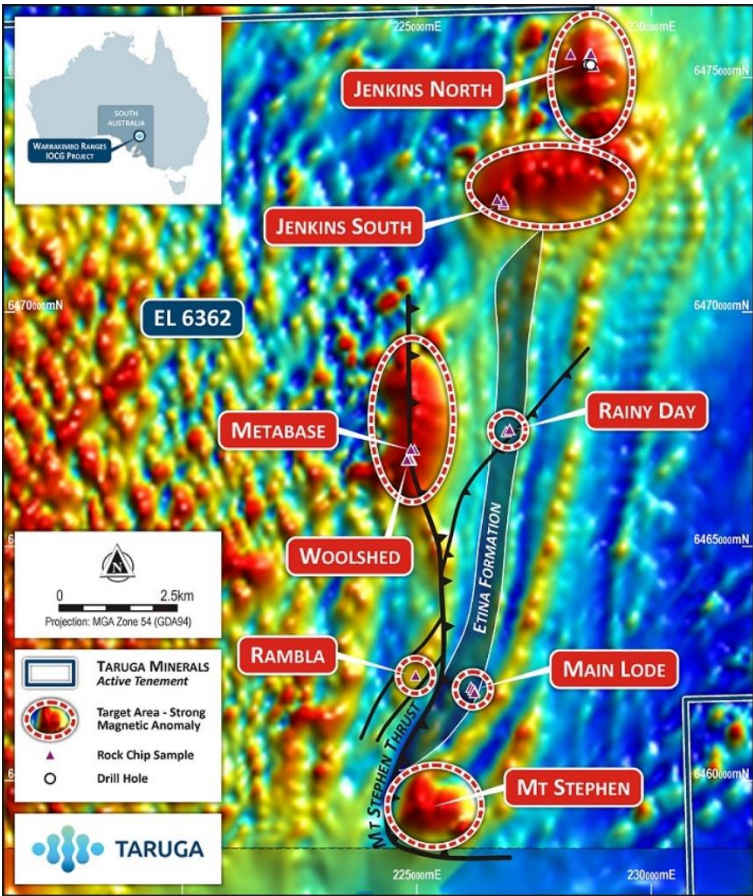 225000mE
230000mE
SOUTH
AUSTRALIA
WARRAKIMBO RANGES
IOCG PROJECT
JENKINS NORTH
6475000mN
JENKINS SOUTH
6470000mN
6470000mN
EL 6362
RAINY DAY
METABASE
WOOLSHED
6465000mN
ETINA FORMATION
N
0 2.5km
Projection: MGA Zone 54 (GDA94)
RAMBLA
MAIN LODE
TARUGA MINERALS
Active Tenement
Target Area - Strong
Magnetic Anomaly
Rock Chip Sample
Drill Hole
MT STEPHEN THRUST
MT STEPHEN
6460000mN
TARUGA
225000mE
230000mE